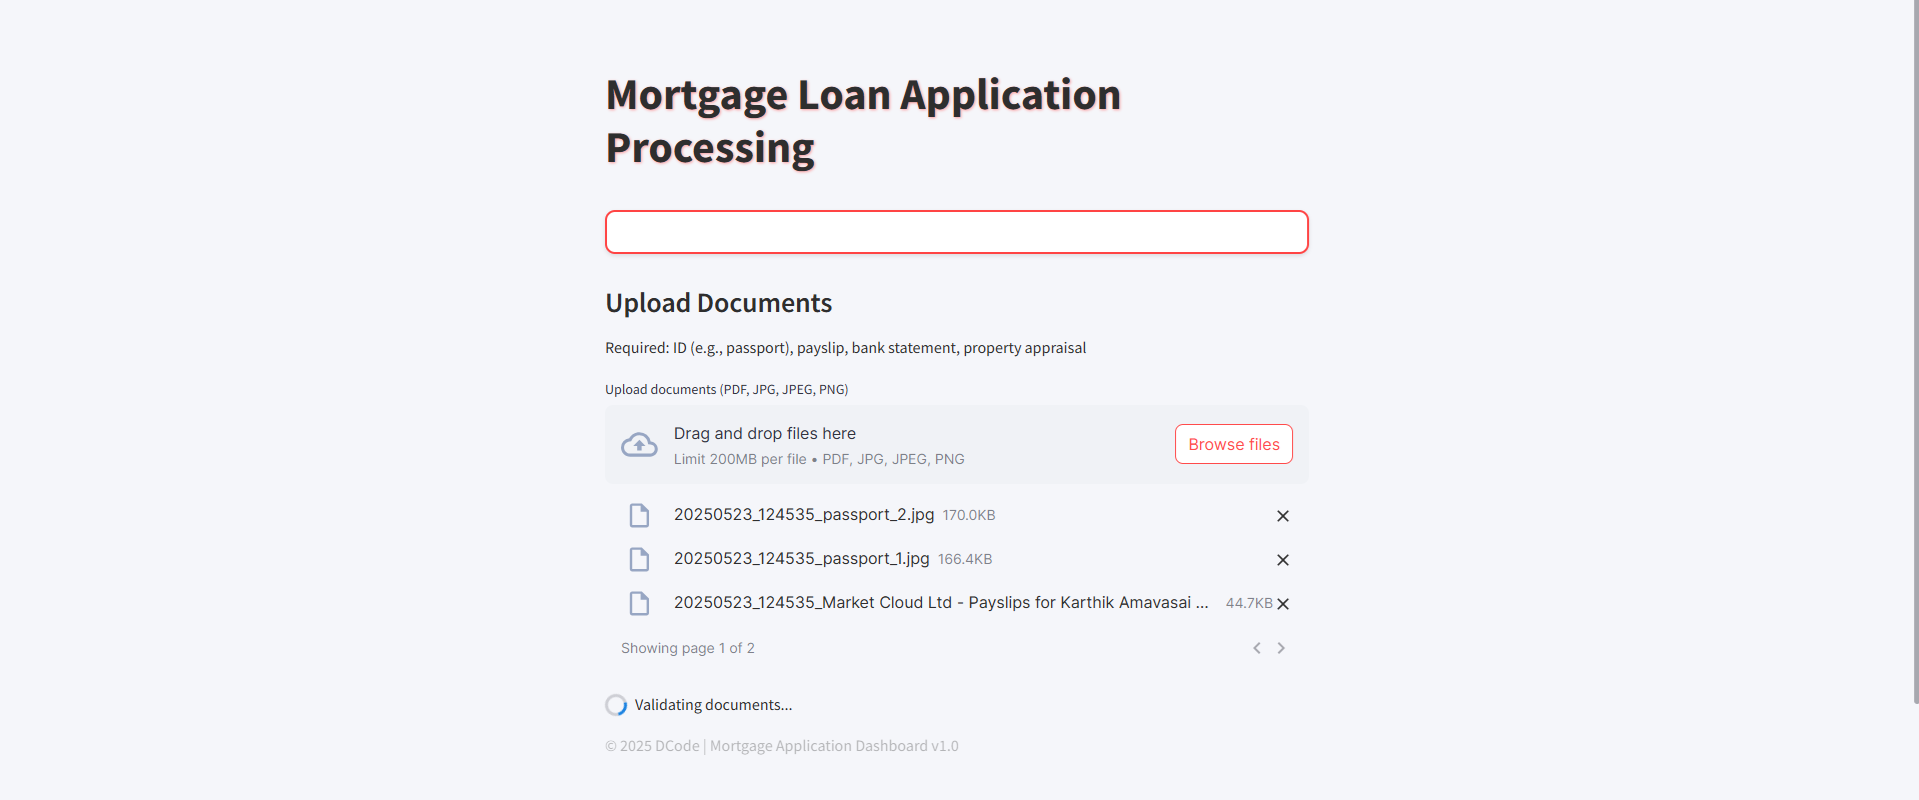 Mortgage Loan Application
Processing
Upload Documents
Required: ID (e.g., passport), payslip, bank statement, property appraisal
Upload documents (PDF, JPG, JPEG, PNG)
Drag and drop files here
Limit 200MB per file • PDF, JPG, JPEG, PNG
Browse files
20250523_124535_passport_2.jpg 170.0KB
20250523_124535_passport_1.jpg 166.4KB
20250523_124535_Market Cloud Ltd - Payslips for Karthik Amavasai ... 44.7KB
Showing page 1 of 2
Validating documents...
© 2025 DCode | Mortgage Application Dashboard v1.0